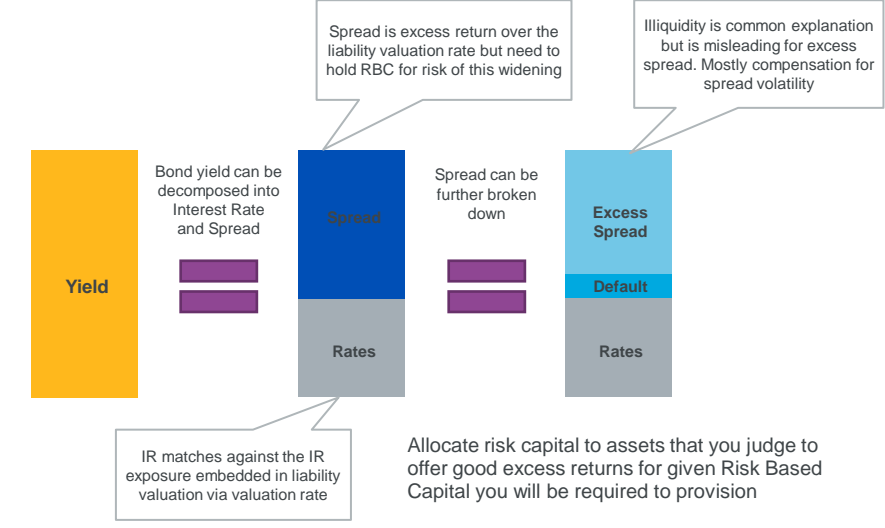 Spread is excess return over the
liability valuation rate but need to
hold RBC for risk of this widening
Illiquidity is common explanation
but is misleading for excess
spread. Mostly compensation for
spread volatility
Yield
Bond yield can be
decomposed into
Interest Rate
and Spread
Spread
Rates
Spread can be
further broken
down
Excess
Spread
Default
Rates
IR matches against the IR
exposure embedded in liability
valuation via valuation rate
Allocate risk capital to assets that you judge to
offer good excess returns for given Risk Based
Capital you will be required to provision